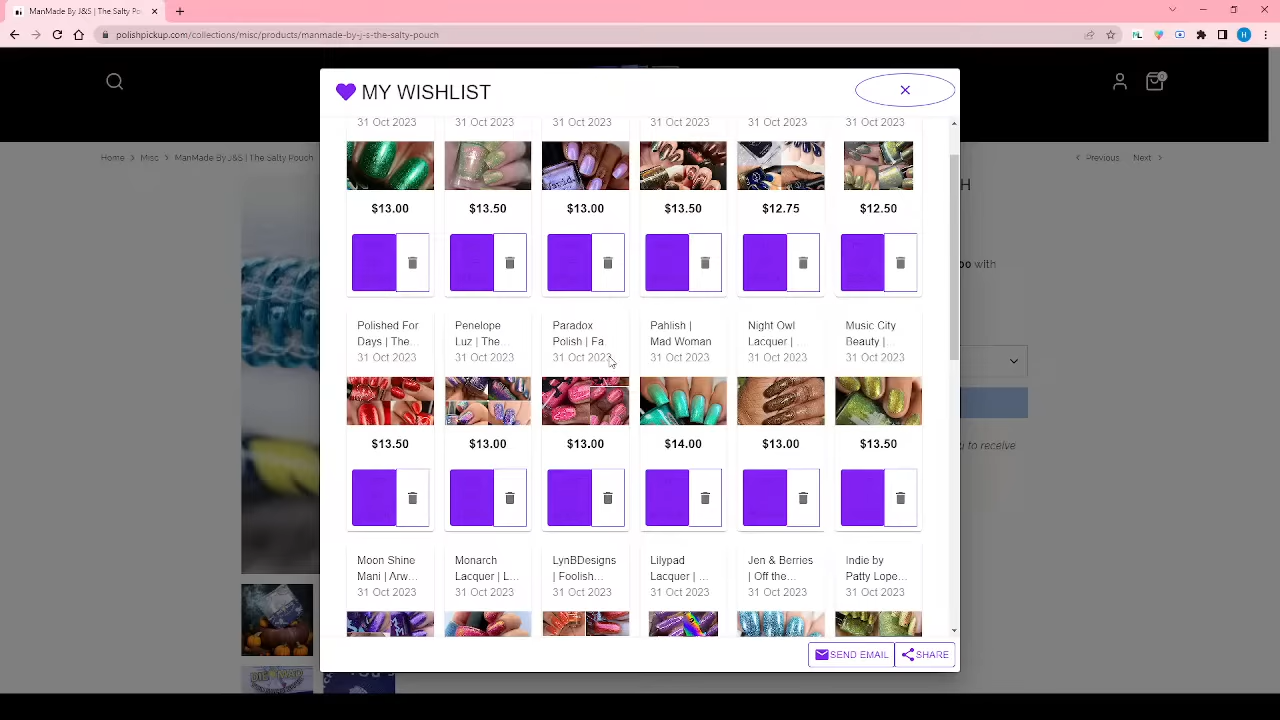 ManMade By J&S | The Salty Po
polishpickup.com/collections/misc/products/manmade-by-j-s-the-salty-pouch
MY WISHLIST
31 Oct 2023 31 Oct 2023 31 Oct 2023 31 Oct 2023 31 Oct 2023 31 Oct 2023
Home > Misc > ManMade By J&S | The Salty Pouch
Previous Next
H
$13.00 $13.50 $13.00 $13.50 $12.75 $12.50
00 with
Polished For Penelope Paradox Pahlish | Night Owl Music City
Days | The... Luz | The... Polish | Fa Mad Woman Lacquer | ... Beauty | ...
31 Oct 2023 31 Oct 2023 31 Oct 2023 31 Oct 2023 31 Oct 2023 31 Oct 2023
$13.50 $13.00 $13.00 $14.00 $13.00 $13.50
to receive
Moon Shine Monarch LynBDesigns Lilypad Jen & Berries Indie by
Mani | Arw... Lacquer | L... | Foolish... Lacquer | ... | Off the... Patty Lope...
31 Oct 2023 31 Oct 2023 31 Oct 2023 31 Oct 2023 31 Oct 2023 31 Oct 2023
SEND EMAIL SHARE